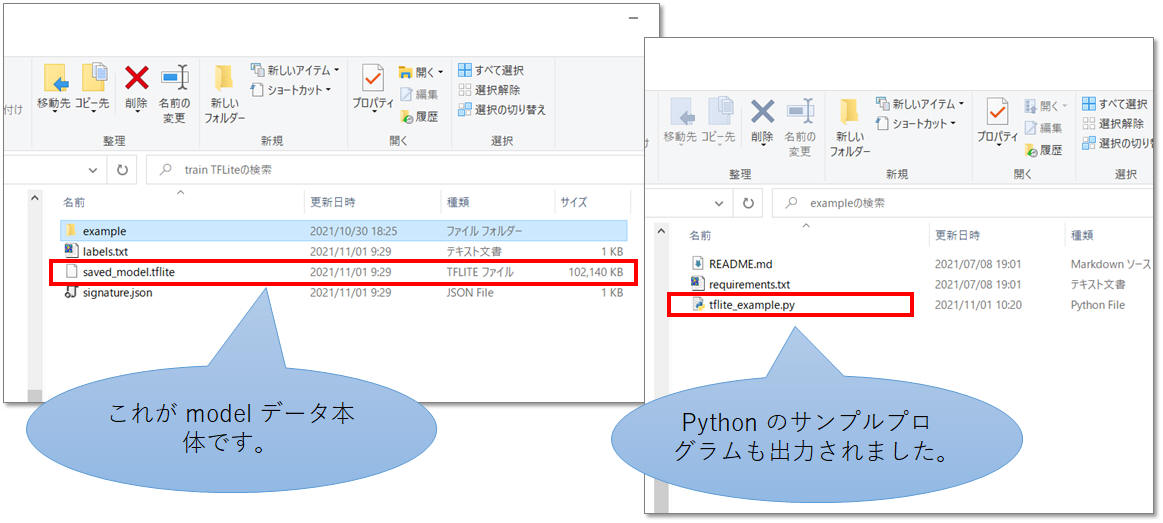 付け
移動先 コピー先 削除 名前の変更
整理
新しいフォルダー
新しいアイテム
ショートカット
新規
プロパティ
開く
編集
履歴
開く
すべて選択
選択解除
選択の切り替え
選択
train TFLiteの検索
名前 更新日時 種類 サイズ
example 2021/10/30 18:25 ファイル フォルダー
labels.txt 2021/11/01 9:29 テキスト文書 1 KB
saved_model.tflite 2021/11/01 9:29 TFLITE ファイル 102,140 KB
signature.json 2021/11/01 9:29 JSON File 1 KB
これが model データ本
体です。
移動先 コピー先 削除 名前の変更
整理
新しいフォルダー
新しいアイテム
ショートカット
新規
プロパティ
開く
編集
履歴
開く
すべて選択
選択解除
選択の切り替
選択
exampleの検索
名前 更新日時 種類
README.md 2021/07/08 19:01 Markdown ソース
requirements.txt 2021/07/08 19:01 テキスト文書
tflite_example.py 2021/11/01 10:20 Python File
Python のサンプルプロ
グラムも出力されました。